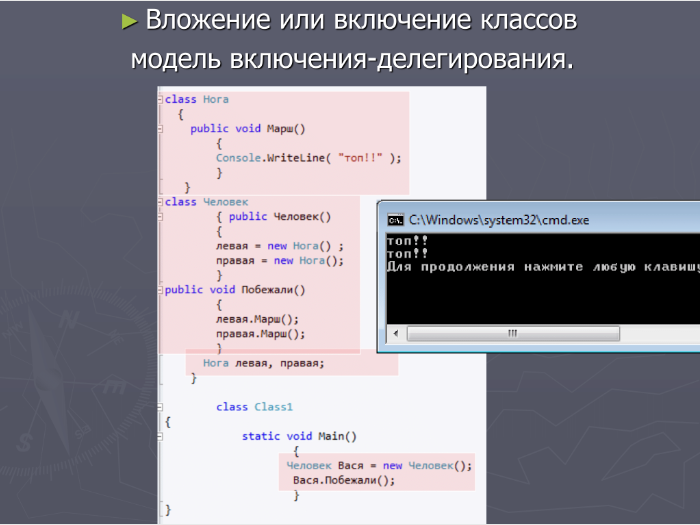 ► Вложение или включение классов
модель включения-делегирования.
class Нога
{
public void Марш()
{
Console.WriteLine( "топ!!" );
}
}
class Человек
{ public Человек()
{
левая = new Нога() ;
правая = new Нога();
}
public void Побежали()
{
левая.Марш();
правая.Марш();
}
Нога левая, правая;
}
class Class1
{
static void Main()
{
Человек Вася = new Человек();
Вася.Побежали();
}
}
C:\Windows\system32\cmd.exe
топ!!
топ!!
Для продолжения нажмите любую клавишу
N
m
S